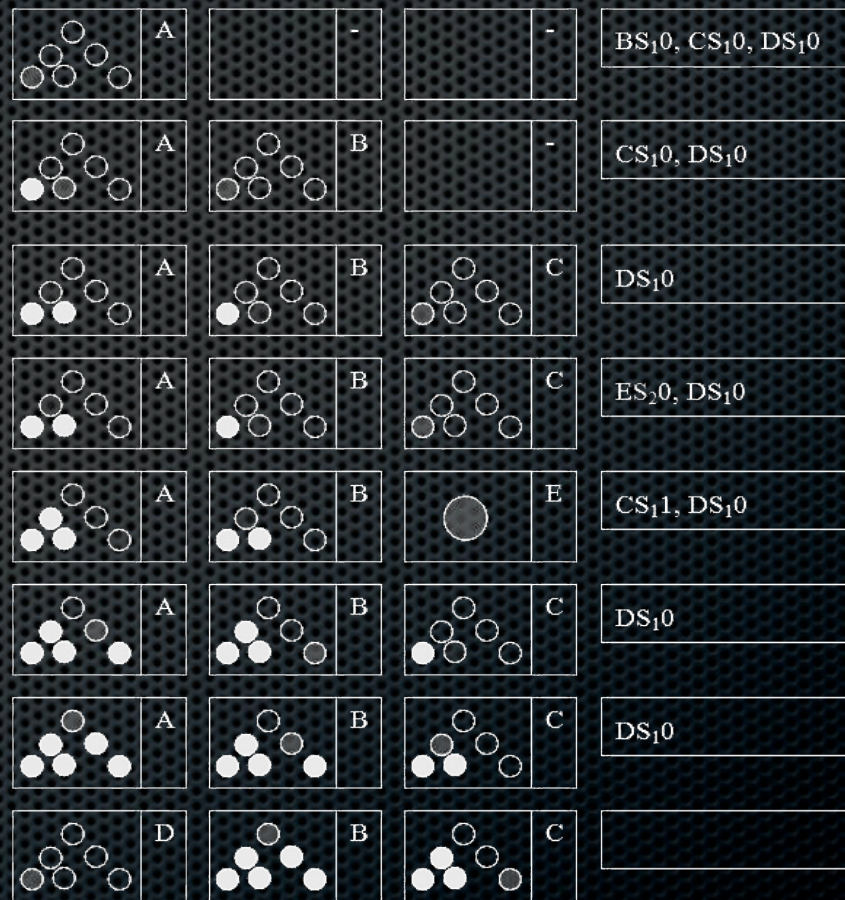 A - - BS₁0, CS₁0, DS₁0
A B - CS₁0, DS₁0
A B C DS₁0
A B C ES₂0, DS₁0
A B E CS₁1, DS₁0
A B C DS₁0
A B C DS₁0
D B C